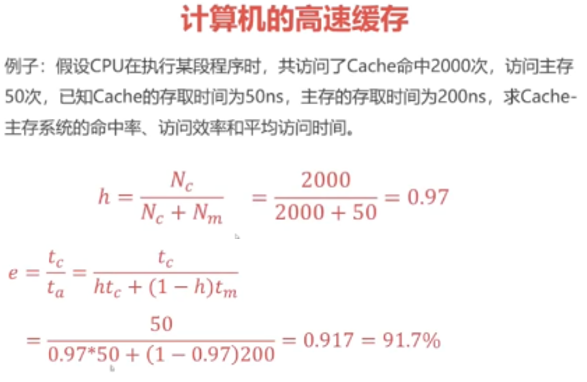 计算机的高速缓存
例子：假设CPU在执行某段程序时，共访问了Cache命中2000次，访问主存
50次，已知Cache的存取时间为50ns，主存的存取时间为200ns，求Cache-
主存系统的命中率、访问效率和平均访问时间。
h = N_c / (N_c + N_m) = 2000 / (2000 + 50) = 0.97
e = t_c / t_a = t_c / (ht_c + (1 − h)t_m)
= 50 / (0.97*50 + (1 − 0.97)200) = 0.917 = 91.7%